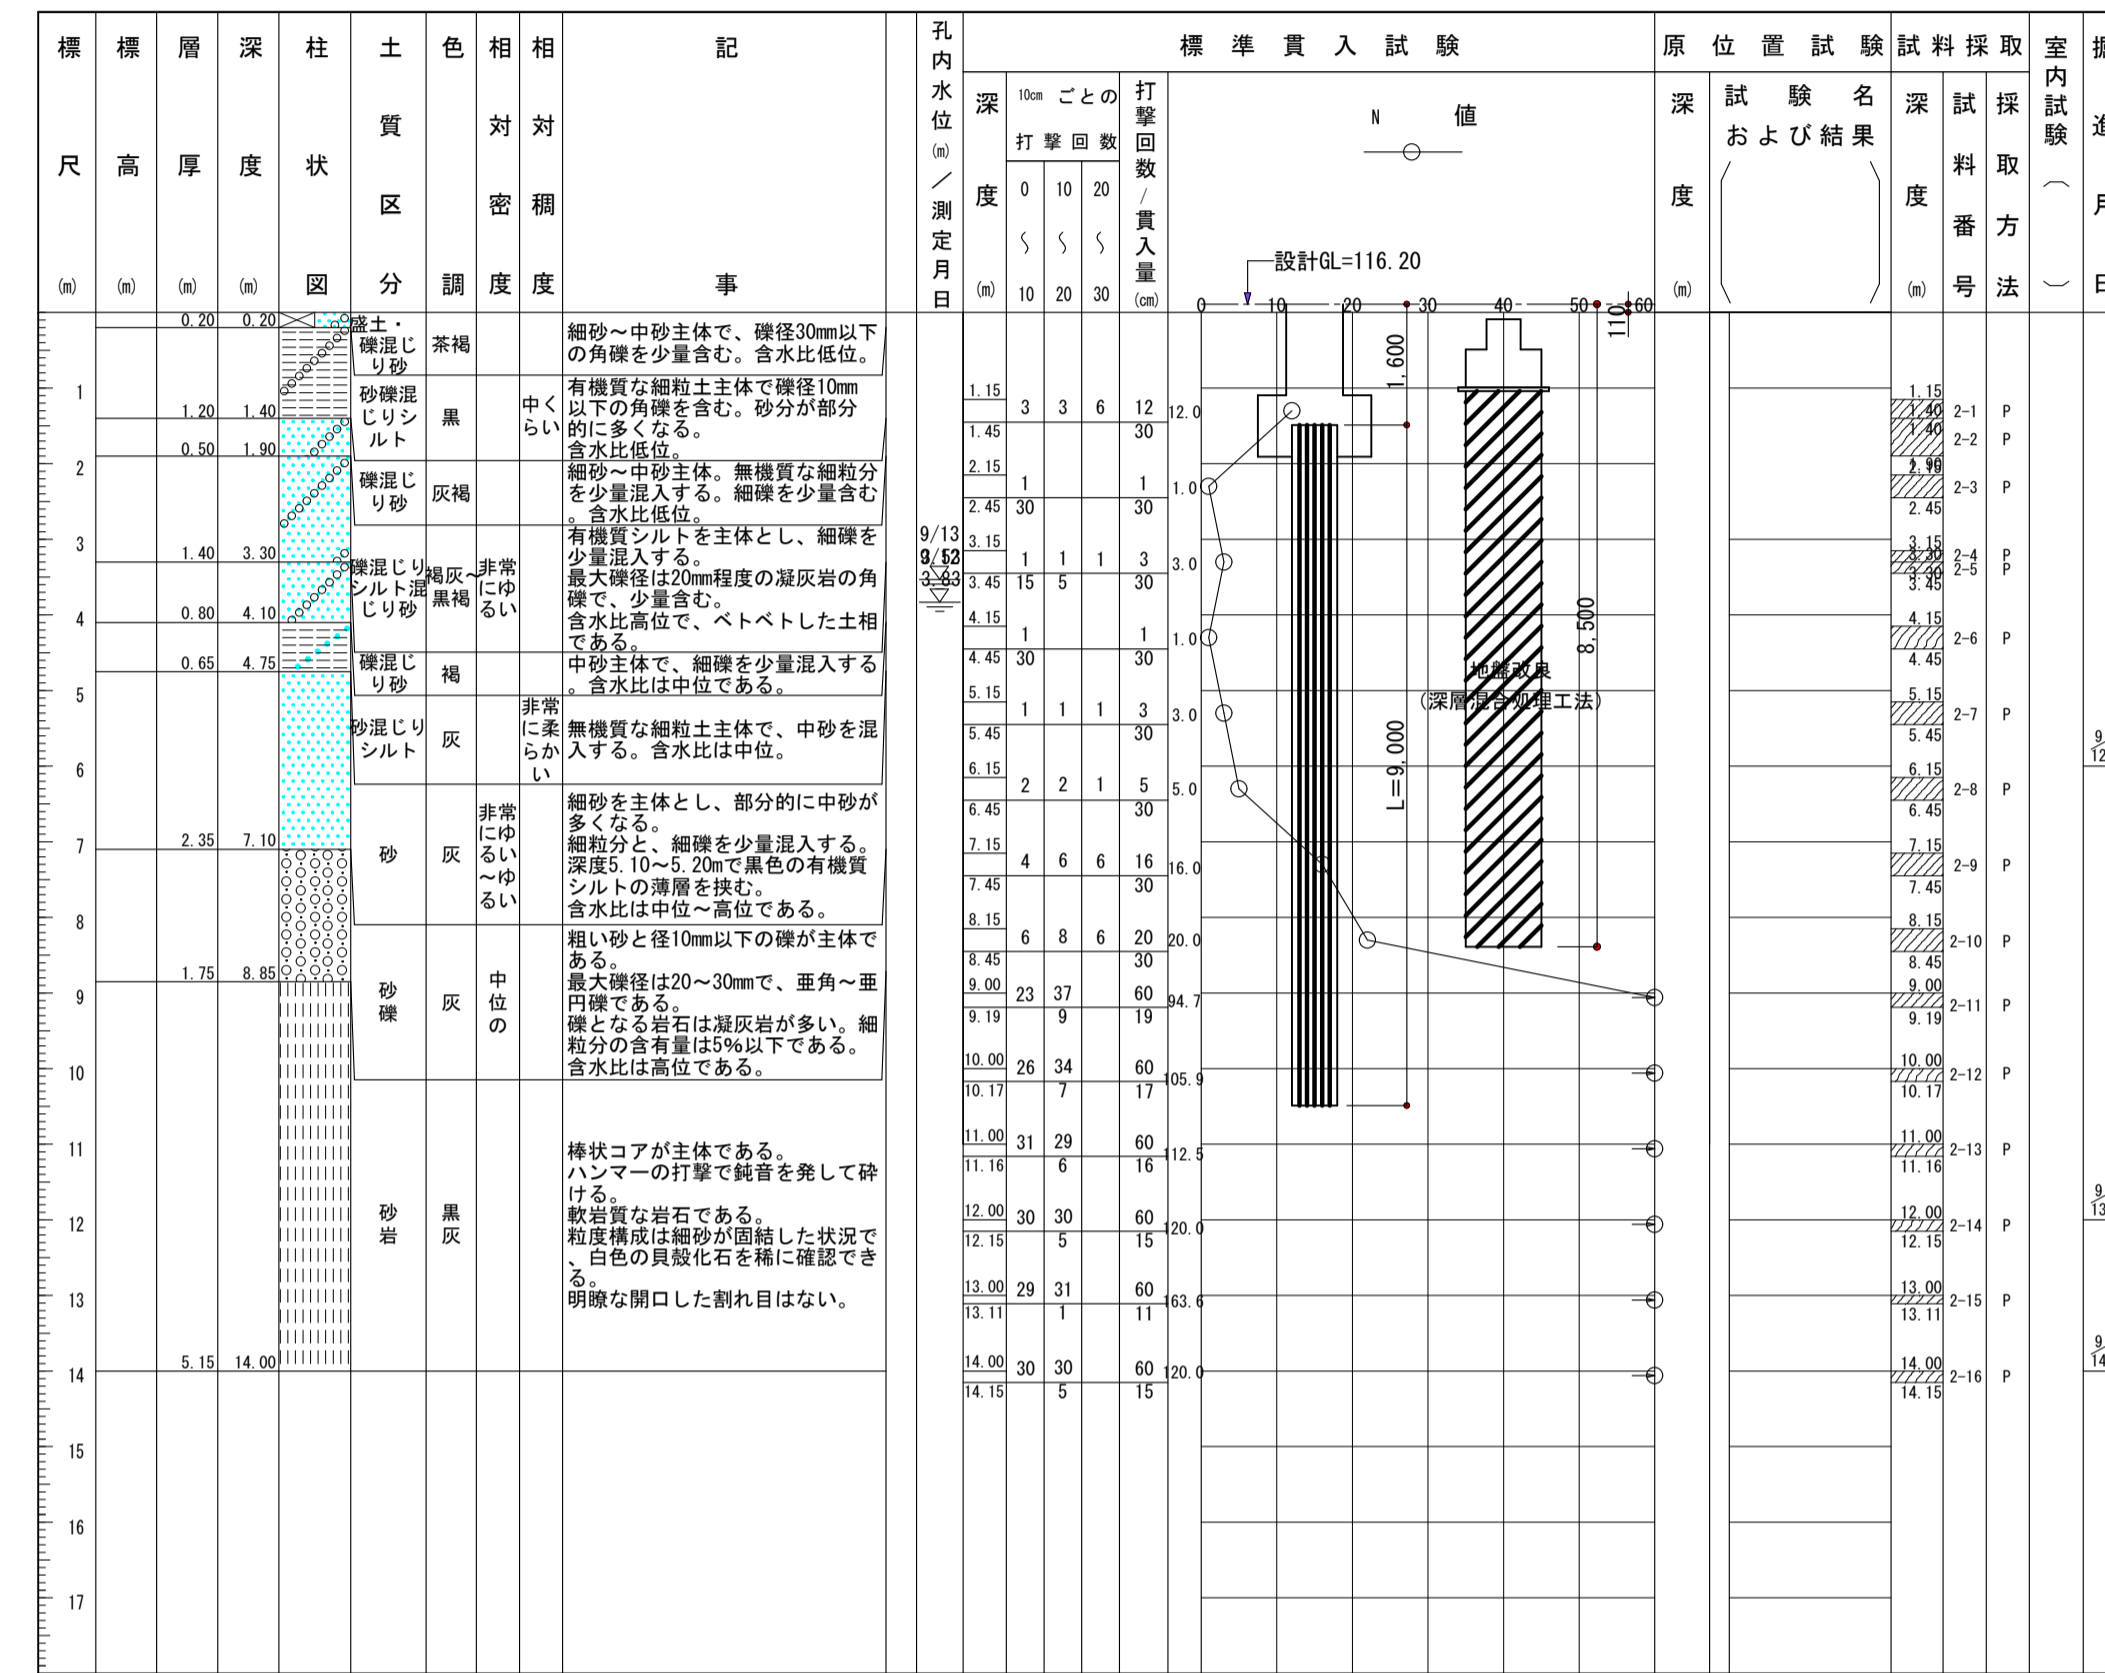 標尺(m)
標高(m)
層厚(m)
深度(m)
柱状図
土質区分
色調
相対密度
相対稠度
記事
孔内水位(m)／測定月日
標準貫入試験
深度(m)
10cm ごとの
打撃回数
0 10 20
〜 〜 〜
10 20 30
打撃回数/貫入量(cm)
N 値
設計GL=116.20
0 10 20 30 40 50 60
原位置試験
深度(m)
試験名
および結果
試料採取
深度(m)
試料番号
採取方法
室内試験（ ）
掘進月日
0.20 0.20
盛土・
礫混じ
り砂
茶褐
細砂〜中砂主体で、礫径30mm以下
の角礫を少量含む。含水比低位。
1
1.20 1.40
砂礫混
じりシ
ルト
黒
中く
らい
有機質な細粒土主体で礫径10mm
以下の角礫を含む。砂分が部分
的に多くなる。
含水比低位。
0.50 1.90
2
礫混じ
り砂
灰褐
細砂〜中砂主体。無機質な細粒分
を少量混入する。細礫を少量含む
。含水比低位。
3
1.40 3.30
礫混じり
シルト混
じり砂
褐灰〜
黒褐
非常
にゆ
るい
有機質シルトを主体とし、細礫を
少量混入する。
最大礫径は20mm程度の凝灰岩の角
礫で、少量含む。
含水比高位で、ベトベトした土相
である。
0.80 4.10
4
0.65 4.75
礫混じ
り砂
褐
中砂主体で、細礫を少量混入する
。含水比は中位である。
5
砂混じり
シルト
灰
非常
に柔
らか
い
無機質な細粒土主体で、中砂を混
入する。含水比は中位。
6
2.35 7.10
7
砂
灰
非常
にゆ
るい
〜ゆ
るい
細砂を主体とし、部分的に中砂が
多くなる。
細粒分と、細礫を少量混入する。
深度5.10〜5.20mで黒色の有機質
シルトの薄層を挟む。
含水比は中位〜高位である。
8
1.75 8.85
砂
礫
灰
中
位
の
粗い砂と径10mm以下の礫が主体で
ある。
最大礫径は20〜30mmで、亜角〜亜
円礫である。
礫となる岩石は凝灰岩が多い。細
粒分の含有量は5%以下である。
含水比は高位である。
9
10
11
12
13
5.15 14.00
14
砂
岩
黒
灰
棒状コアが主体である。
ハンマーの打撃で鈍音を発して砕
ける。
軟岩質な岩石である。
粒度構成は細砂が固結した状況で
、白色の貝殻化石を稀に確認でき
る。
明瞭な開口した割れ目はない。
15
16
17
9/13
3.83
1.15
3 3 6 12 12.0
1.45 30
2.15
1 1 1.0
2.45 30 30
3.15
1 1 1 3 3.0
3.45 15 5 30
4.15
1 1 1.0
4.45 30 30
5.15
1 1 1 3 3.0
5.45 30
6.15
2 2 1 5 5.0
6.45 30
7.15
4 6 6 16 16.0
7.45 30
8.15
6 8 6 20 20.0
8.45 30
9.00
23 37 60 94.7
9.19 9 19
10.00
26 34 60 105.9
10.17 7 17
11.00
31 29 60 112.5
11.16 6 16
12.00
30 30 60 120.0
12.15 5 15
13.00
29 31 60 163.6
13.11 1 11
14.00
30 30 60 120.0
14.15 5 15
1,600
110
8,500
L＝9,000
地盤改良
(深層混合処理工法)
1.15
1.40 2-1 P
1.40
2-2 P
2-3 P
2.45
3.15
3.30 2-4 P
3.30 2-5 P
3.45
4.15
2-6 P
4.45
5.15
2-7 P
5.45
6.15
2-8 P
6.45
7.15
2-9 P
7.45
8.15
2-10 P
8.45
9.00
2-11 P
9.19
10.00
2-12 P
10.17
11.00
2-13 P
11.16
12.00
2-14 P
12.15
13.00
2-15 P
13.11
14.00
2-16 P
14.15
9/12
9/13
9/14